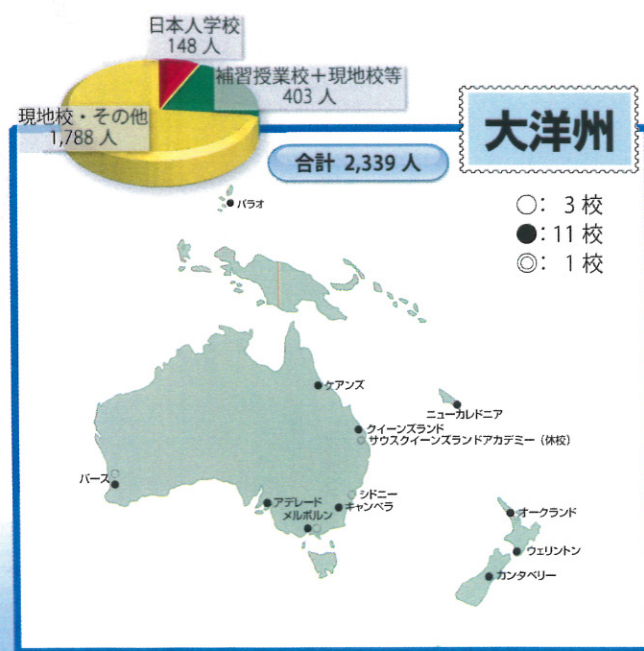 日本人学校
148 人
補習授業校＋現地校等
403 人
現地校・その他
1,788 人
合計 2,339 人
大洋州
○： 3 校
●：11 校
◎： 1 校
パラオ
ケアンズ
ニューカレドニア
クイーンズランド
サウスクイーンズランドアカデミー（休校）
パース
シドニー
アデレード
キャンベラ
メルボルン
オークランド
ウェリントン
カンタベリー